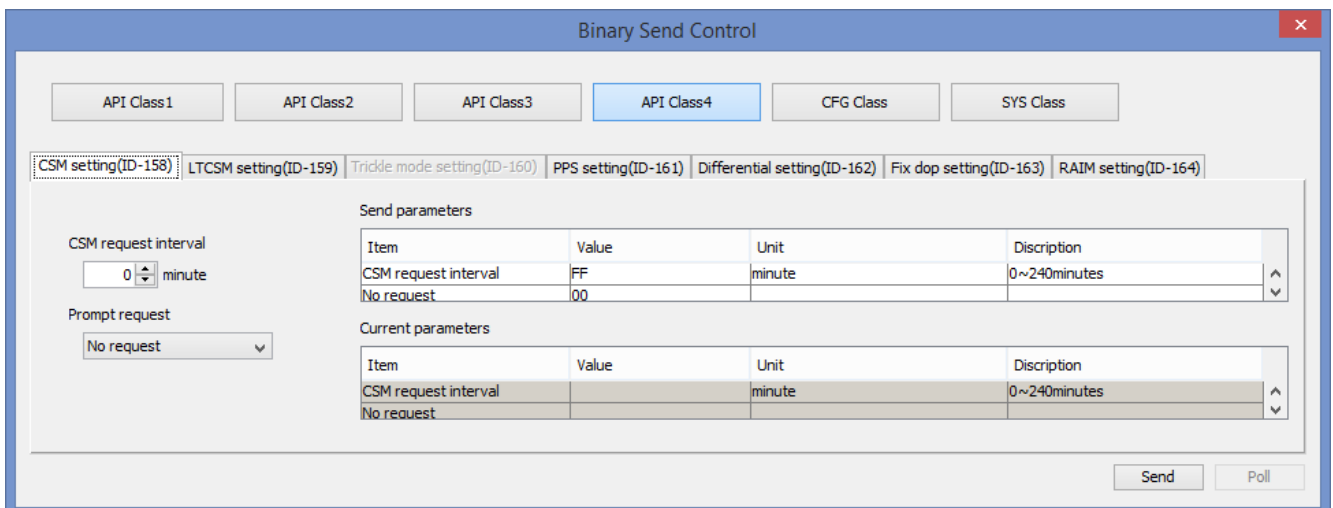 Binary Send Control
API Class1 API Class2 API Class3 API Class4 CFG Class SYS Class
CSM setting(ID-158) LTCSM setting(ID-159) Trickle mode setting(ID-160) PPS setting(ID-161) Differential setting(ID-162) Fix dop setting(ID-163) RAIM setting(ID-164)
CSM request interval
0 minute
Prompt request
No request
Send parameters
Item Value Unit Discription
CSM request interval FF minute 0~240minutes
No request 00
Current parameters
Item Value Unit Discription
CSM request interval minute 0~240minutes
No request
Send Poll